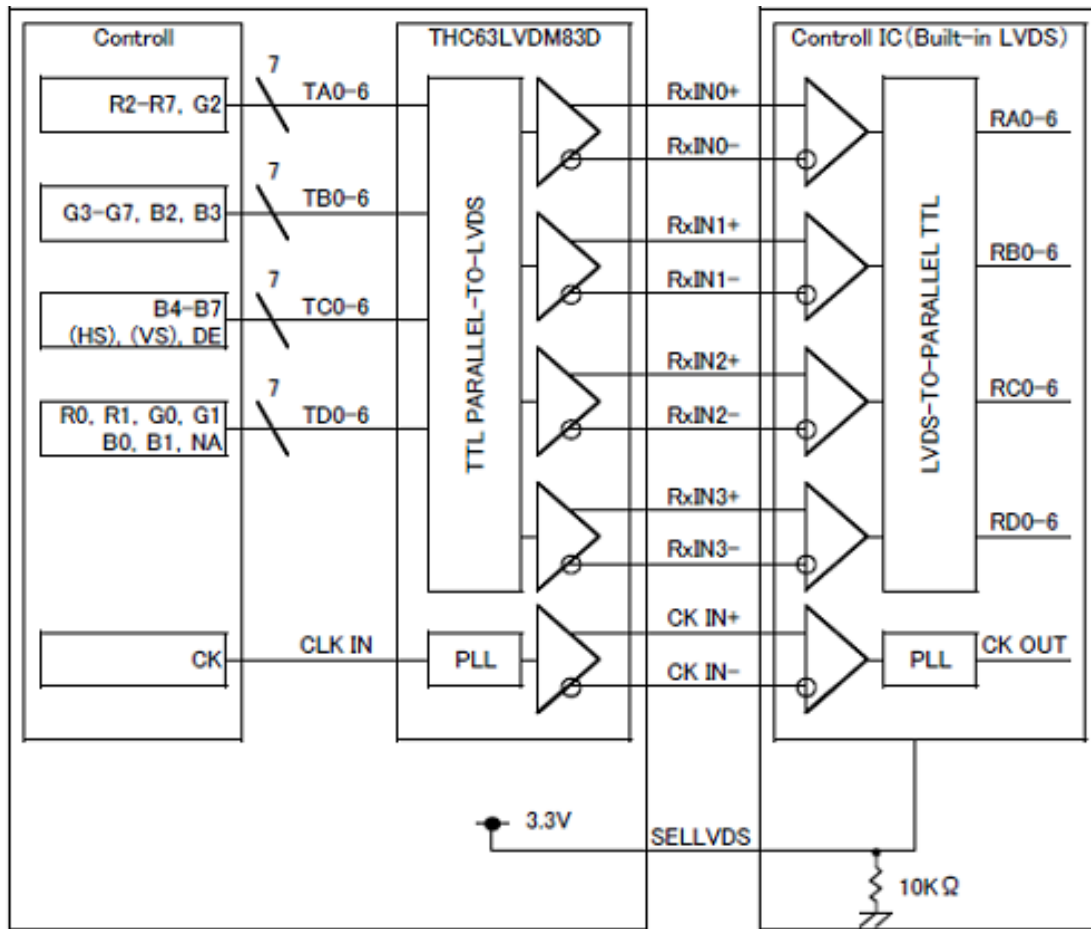 Controll
THC63LVDM83D
Controll IC(Built-in LVDS)
7
R2-R7, G2
TA0-6
RxIN0+
RxIN0-
RA0-6
7
G3-G7, B2, B3
TB0-6
RxIN1+
RxIN1-
RB0-6
7
B4-B7
(HS), (VS), DE
TC0-6
RxIN2+
RxIN2-
RC0-6
7
R0, R1, G0, G1
B0, B1, NA
TD0-6
RxIN3+
RxIN3-
RD0-6
TTL PARALLEL-TO-LVDS
LVDS-TO-PARALLEL TTL
CK
CLK IN
PLL
CK IN+
CK IN-
PLL
CK OUT
3.3V
SELLVDS
10KΩ